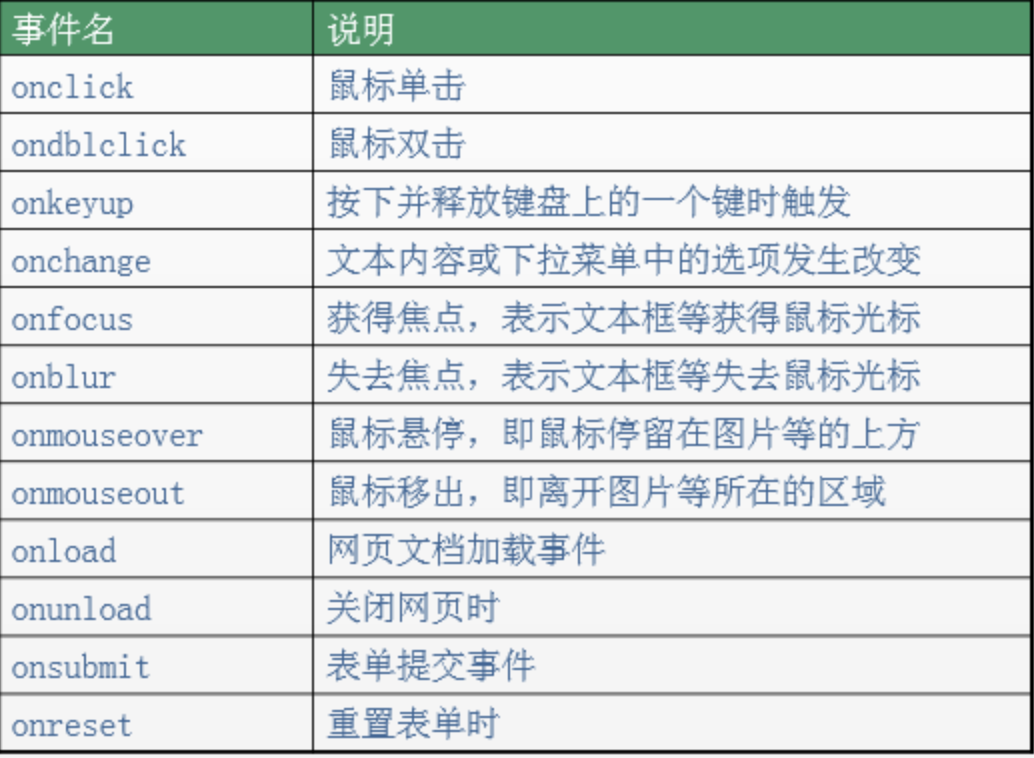 事件名 说明
onclick 鼠标单击
ondblclick 鼠标双击
onkeyup 按下并释放键盘上的一个键时触发
onchange 文本内容或下拉菜单中的选项发生改变
onfocus 获得焦点，表示文本框等获得鼠标光标
onblur 失去焦点，表示文本框等失去鼠标光标
onmouseover 鼠标悬停，即鼠标停留在图片等的上方
onmouseout 鼠标移出，即离开图片等所在的区域
onload 网页文档加载事件
onunload 关闭网页时
onsubmit 表单提交事件
onreset 重置表单时